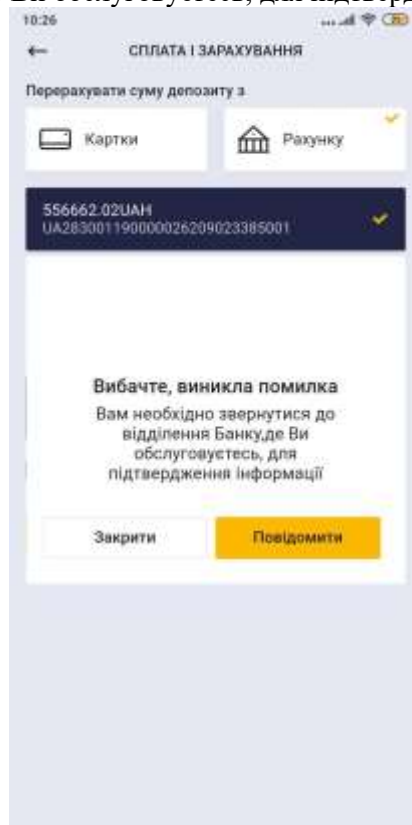 10:26
СПЛАТА І ЗАРАХУВАННЯ
Перерахувати суму депозиту з
Картки
Рахунку
556662.02UAH
UA283001190000026209023385001
Вибачте, виникла помилка
Вам необхідно звернутися до
відділення Банку,де Ви
обслуговуєтесь, для
підтвердження інформації
Закрити
Повідомити